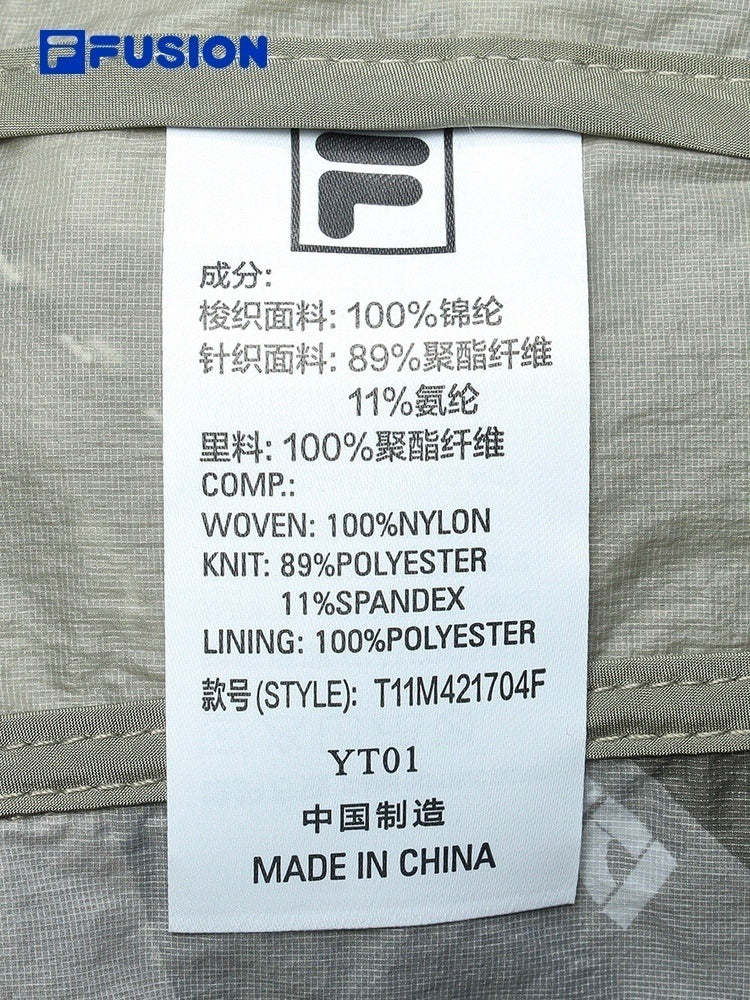 FUSION
成分:
梭织面料: 100%锦纶
针织面料: 89%聚酯纤维
11%氨纶
里料: 100%聚酯纤维
COMP.:
WOVEN: 100%NYLON
KNIT: 89%POLYESTER
11%SPANDEX
LINING: 100%POLYESTER
款号(STYLE): T11M421704F
YT01
中国制造
MADE IN CHINA